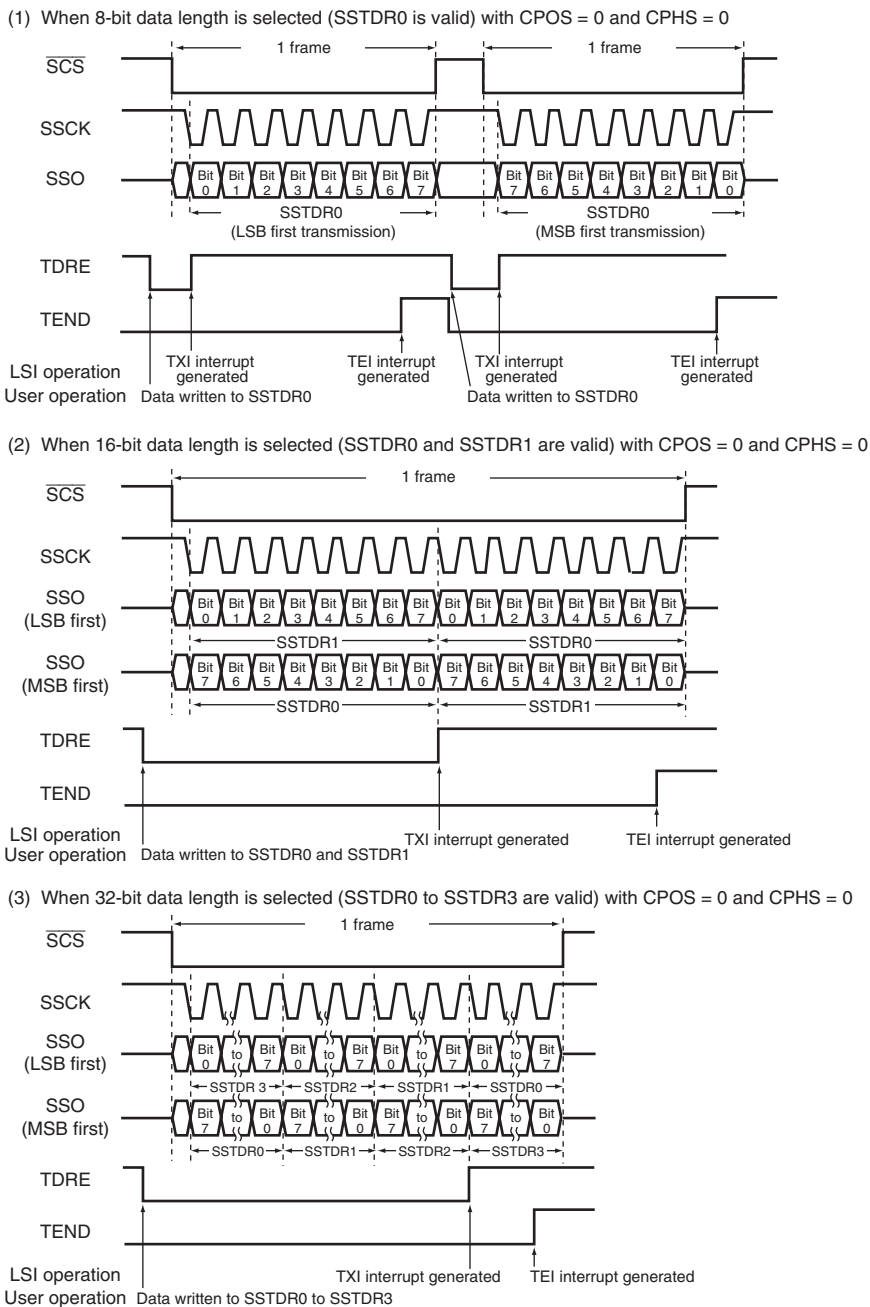 (1) When 8-bit data length is selected (SSTDR0 is valid) with CPOS = 0 and CPHS = 0
1 frame 1 frame
SCS
SSCK
SSO Bit 0 Bit 1 Bit 2 Bit 3 Bit 4 Bit 5 Bit 6 Bit 7 Bit 7 Bit 6 Bit 5 Bit 4 Bit 3 Bit 2 Bit 1 Bit 0
SSTDR0 SSTDR0
(LSB first transmission) (MSB first transmission)
TDRE
TEND
LSI operation TXI interrupt generated TEI interrupt generated TXI interrupt generated TEI interrupt generated
User operation Data written to SSTDR0 Data written to SSTDR0
(2) When 16-bit data length is selected (SSTDR0 and SSTDR1 are valid) with CPOS = 0 and CPHS = 0
1 frame
SCS
SSCK
SSO (LSB first) Bit 0 Bit 1 Bit 2 Bit 3 Bit 4 Bit 5 Bit 6 Bit 7 Bit 0 Bit 1 Bit 2 Bit 3 Bit 4 Bit 5 Bit 6 Bit 7
SSTDR1 SSTDR0
SSO (MSB first) Bit 7 Bit 6 Bit 5 Bit 4 Bit 3 Bit 2 Bit 1 Bit 0 Bit 7 Bit 6 Bit 5 Bit 4 Bit 3 Bit 2 Bit 1 Bit 0
SSTDR0 SSTDR1
TDRE
TEND
LSI operation TXI interrupt generated TEI interrupt generated
User operation Data written to SSTDR0 and SSTDR1
(3) When 32-bit data length is selected (SSTDR0 to SSTDR3 are valid) with CPOS = 0 and CPHS = 0
1 frame
SCS
SSCK
SSO (LSB first) Bit 0 to Bit 7 Bit 0 to Bit 7 Bit 0 to Bit 7 Bit 0 to Bit 7
SSTDR 3 SSTDR2 SSTDR1 SSTDR0
SSO (MSB first) Bit 7 to Bit 0 Bit 7 to Bit 0 Bit 7 to Bit 0 Bit 7 to Bit 0
SSTDR0 SSTDR1 SSTDR2 SSTDR3
TDRE
TEND
LSI operation TXI interrupt generated TEI interrupt generated
User operation Data written to SSTDR0 to SSTDR3